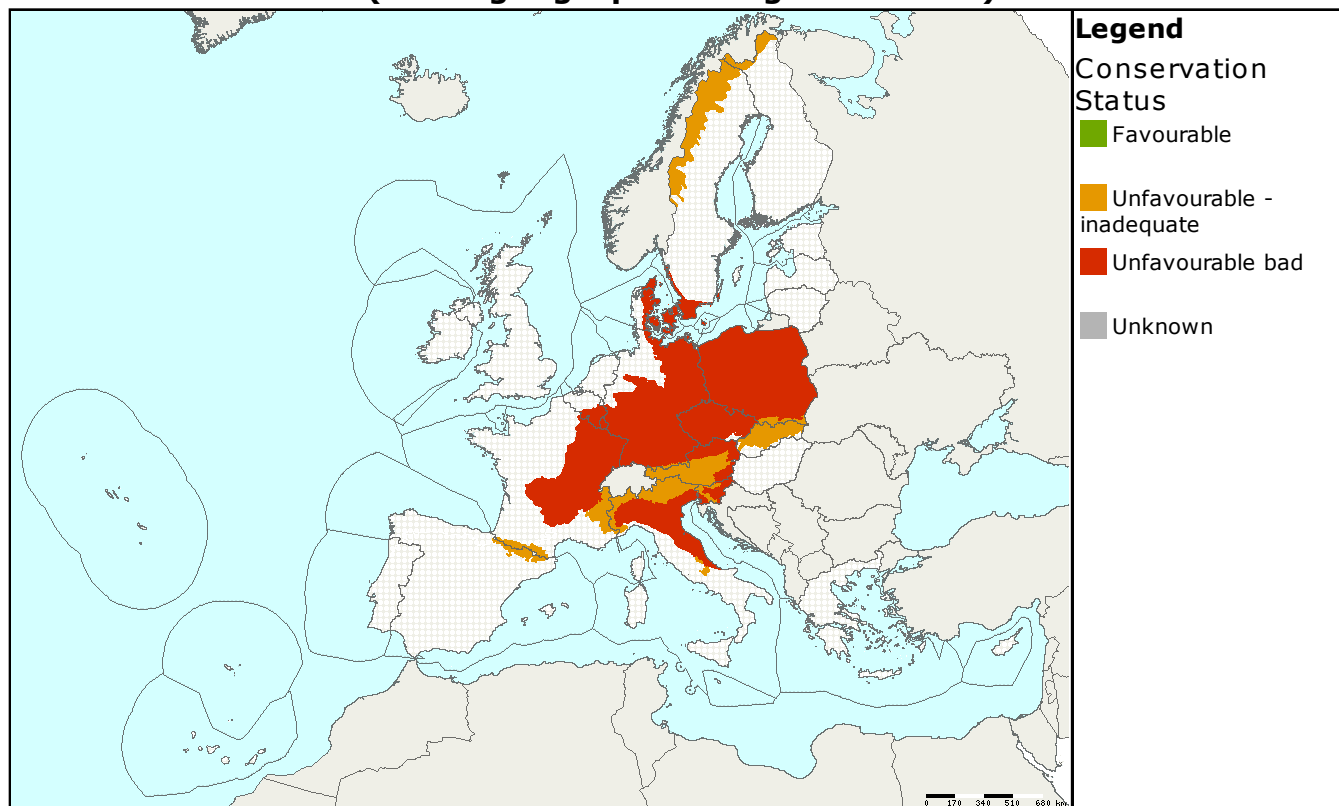 Legend
Conservation
Status
Favourable
Unfavourable -
inadequate
Unfavourable bad
Unknown
0 170 340 510 680 km